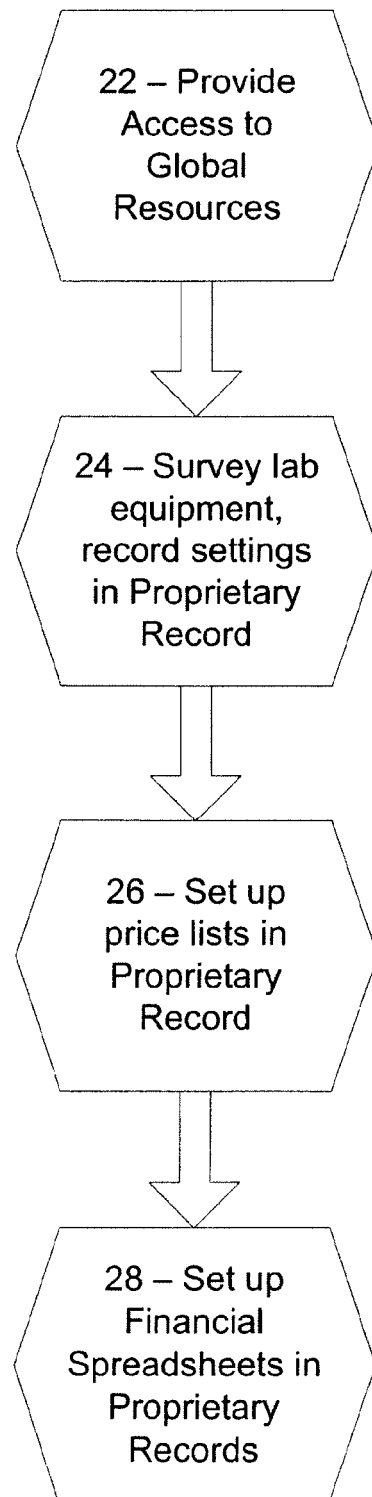 22 – Provide
Access to
Global
Resources
24 – Survey lab
equipment,
record settings
in Proprietary
Record
26 – Set up
price lists in
Proprietary
Record
28 – Set up
Financial
Spreadsheets in
Proprietary
Records